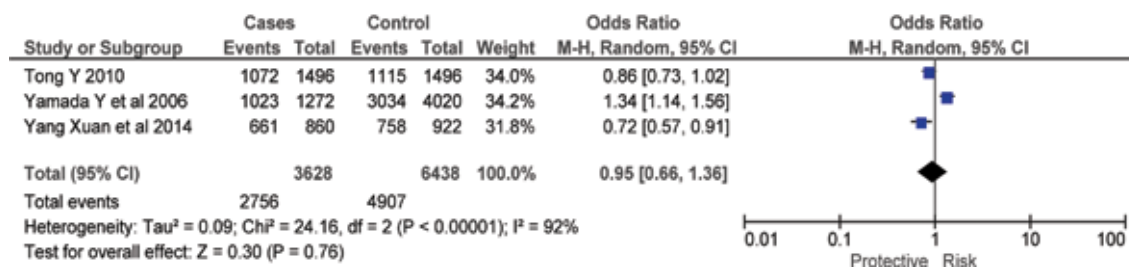 Cases Control Odds Ratio Odds Ratio
Study or Subgroup Events Total Events Total Weight M-H, Random, 95% CI M-H, Random, 95% CI
Tong Y 2010 1072 1496 1115 1496 34.0% 0.86 [0.73, 1.02]
Yamada Y et al 2006 1023 1272 3034 4020 34.2% 1.34 [1.14, 1.56]
Yang Xuan et al 2014 661 860 758 922 31.8% 0.72 [0.57, 0.91]
Total (95% CI) 3628 6438 100.0% 0.95 [0.66, 1.36]
Total events 2756 4907
Heterogeneity: Tau² = 0.09; Chi² = 24.16, df = 2 (P < 0.00001); I² = 92%
Test for overall effect: Z = 0.30 (P = 0.76)
0.01 0.1 1 10 100
Protective Risk